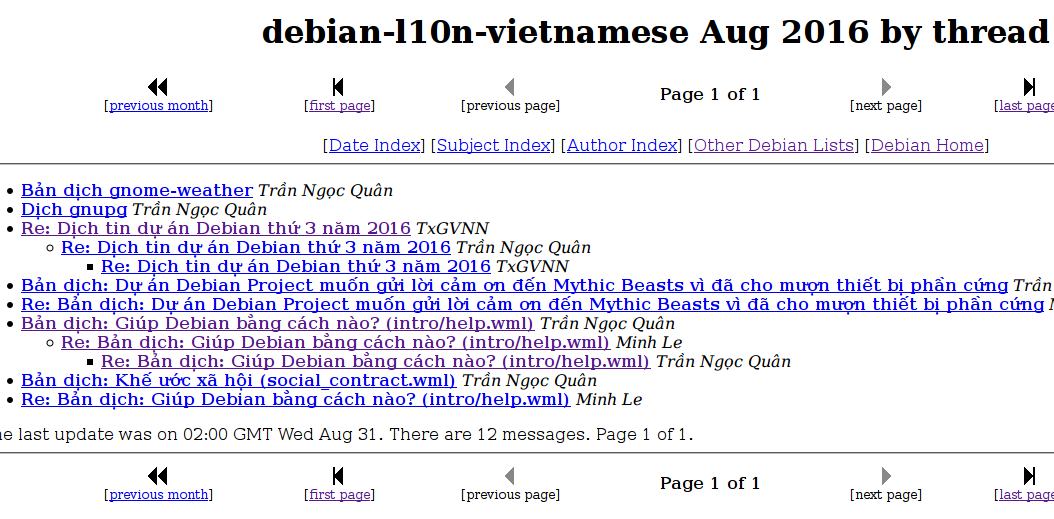 debian-l10n-vietnamese Aug 2016 by thread
Page 1 of 1
[previous month] [first page] [previous page] [next page] [last page
[Date Index] [Subject Index] [Author Index] [Other Debian Lists] [Debian Home]
Bản dịch gnome-weather Trần Ngọc Quân
Dịch gnupg Trần Ngọc Quân
Re: Dịch tin dự án Debian thứ 3 năm 2016 TxGVNN
Re: Dịch tin dự án Debian thứ 3 năm 2016 Trần Ngọc Quân
Re: Dịch tin dự án Debian thứ 3 năm 2016 TxGVNN
Bản dịch: Dự án Debian Project muốn gửi lời cảm ơn đến Mythic Beasts vì đã cho mượn thiết bị phần cứng Trần
Re: Bản dịch: Dự án Debian Project muốn gửi lời cảm ơn đến Mythic Beasts vì đã cho mượn thiết bị phần cứng
Bản dịch: Giúp Debian bằng cách nào? (intro/help.wml) Trần Ngọc Quân
Re: Bản dịch: Giúp Debian bằng cách nào? (intro/help.wml) Minh Le
Re: Bản dịch: Giúp Debian bằng cách nào? (intro/help.wml) Trần Ngọc Quân
Bản dịch: Khế ước xã hội (social_contract.wml) Trần Ngọc Quân
Re: Bản dịch: Giúp Debian bằng cách nào? (intro/help.wml) Minh Le
last update was on 02:00 GMT Wed Aug 31. There are 12 messages. Page 1 of 1.
Page 1 of 1
[previous month] [first page] [previous page] [next page] [last page